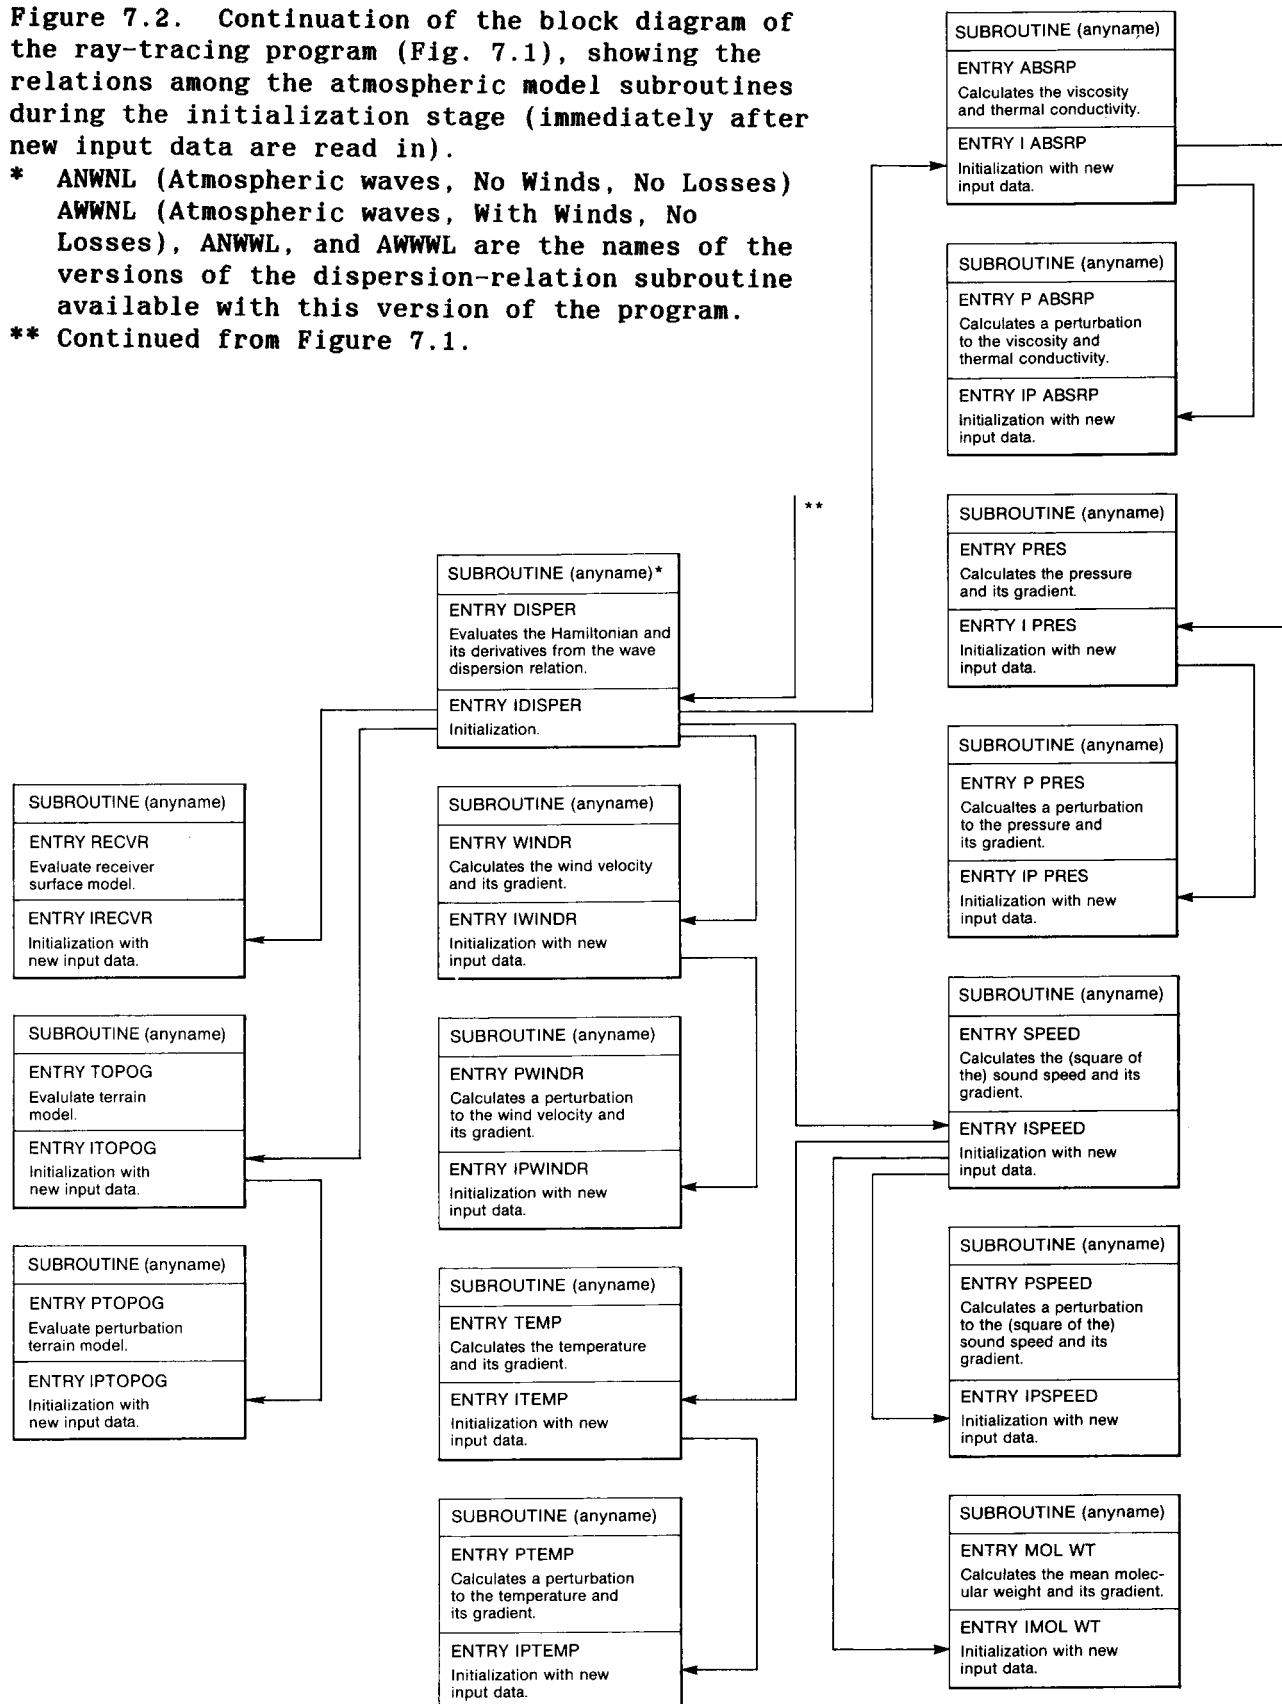 Figure 7.2. Continuation of the block diagram of
the ray-tracing program (Fig. 7.1), showing the
relations among the atmospheric model subroutines
during the initialization stage (immediately after
new input data are read in).
* ANWNL (Atmospheric waves, No Winds, No Losses)
AWWNL (Atmospheric waves, With Winds, No
Losses), ANWWL, and AWWWL are the names of the
versions of the dispersion-relation subroutine
available with this version of the program.
** Continued from Figure 7.1.
**
SUBROUTINE (anyname)*
ENTRY DISPER
Evaluates the Hamiltonian and
its derivatives from the wave
dispersion relation.
ENTRY IDISPER
Initialization.
SUBROUTINE (anyname)
ENTRY RECVR
Evaluate receiver
surface model.
ENTRY IRECVR
Initialization with
new input data.
SUBROUTINE (anyname)
ENTRY TOPOG
Evalulate terrain
model.
ENTRY ITOPOG
Initialization with
new input data.
SUBROUTINE (anyname)
ENTRY PTOPOG
Evaluate perturbation
terrain model.
ENTRY IPTOPOG
Initialization with
new input data.
SUBROUTINE (anyname)
ENTRY WINDR
Calculates the wind velocity
and its gradient.
ENTRY IWINDR
Initialization with new
input data.
SUBROUTINE (anyname)
ENTRY PWINDR
Calculates a perturbation
to the wind velocity and
its gradient.
ENTRY IPWINDR
Initialization with new
input data.
SUBROUTINE (anyname)
ENTRY TEMP
Calculates the temperature
and its gradient.
ENTRY ITEMP
Initialization with new
input data.
SUBROUTINE (anyname)
ENTRY PTEMP
Calculates a perturbation
to the temperature and
its gradient.
ENTRY IPTEMP
Initialization with new
input data.
SUBROUTINE (anyname)
ENTRY ABSRP
Calculates the viscosity
and thermal conductivity.
ENTRY I ABSRP
Initialization with new
input data.
SUBROUTINE (anyname)
ENTRY P ABSRP
Calculates a perturbation
to the viscosity and
thermal conductivity.
ENTRY IP ABSRP
Initialization with new
input data.
SUBROUTINE (anyname)
ENTRY PRES
Calculates the pressure
and its gradient.
ENRTY I PRES
Initialization with new
input data.
SUBROUTINE (anyname)
ENTRY P PRES
Calcualtes a perturbation
to the pressure and
its gradient.
ENRTY IP PRES
Initialization with new
input data.
SUBROUTINE (anyname)
ENTRY SPEED
Calculates the (square of
the) sound speed and its
gradient.
ENTRY ISPEED
Initialization with new
input data.
SUBROUTINE (anyname)
ENTRY PSPEED
Calculates a perturbation
to the (square of the)
sound speed and its
gradient.
ENTRY IPSPEED
Initialization with new
input data.
SUBROUTINE (anyname)
ENTRY MOL WT
Calculates the mean molec-
ular weight and its gradient.
ENTRY IMOL WT
Initialization with new
input data.